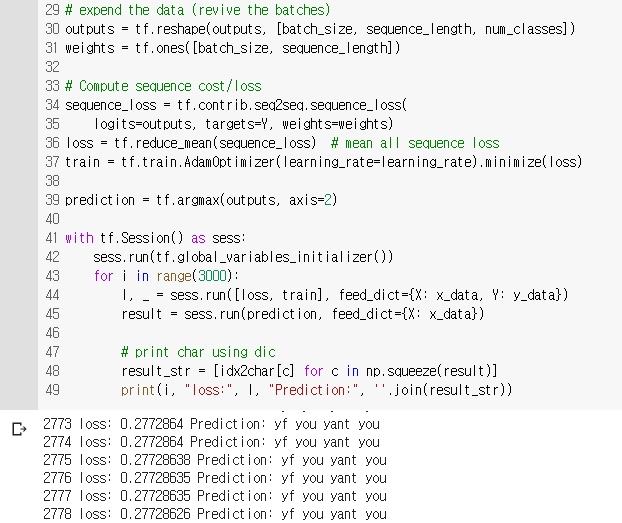 29 # expend the data (revive the batches)
30 outputs = tf.reshape(outputs, [batch_size, sequence_length, num_classes])
31 weights = tf.ones([batch_size, sequence_length])
32
33 # Compute sequence cost/loss
34 sequence_loss = tf.contrib.seq2seq.sequence_loss(
35     logits=outputs, targets=Y, weights=weights)
36 loss = tf.reduce_mean(sequence_loss)  # mean all sequence loss
37 train = tf.train.AdamOptimizer(learning_rate=learning_rate).minimize(loss)
38
39 prediction = tf.argmax(outputs, axis=2)
40
41 with tf.Session() as sess:
42     sess.run(tf.global_variables_initializer())
43     for i in range(3000):
44         l, _ = sess.run([loss, train], feed_dict={X: x_data, Y: y_data})
45         result = sess.run(prediction, feed_dict={X: x_data})
46
47         # print char using dic
48         result_str = [idx2char[c] for c in np.squeeze(result)]
49         print(i, "loss:", l, "Prediction:", ''.join(result_str))
2773 loss: 0.2772864 Prediction: yf you yant you
2774 loss: 0.2772864 Prediction: yf you yant you
2775 loss: 0.27728638 Prediction: yf you yant you
2776 loss: 0.27728635 Prediction: yf you yant you
2777 loss: 0.27728635 Prediction: yf you yant you
2778 loss: 0.27728626 Prediction: yf you yant you